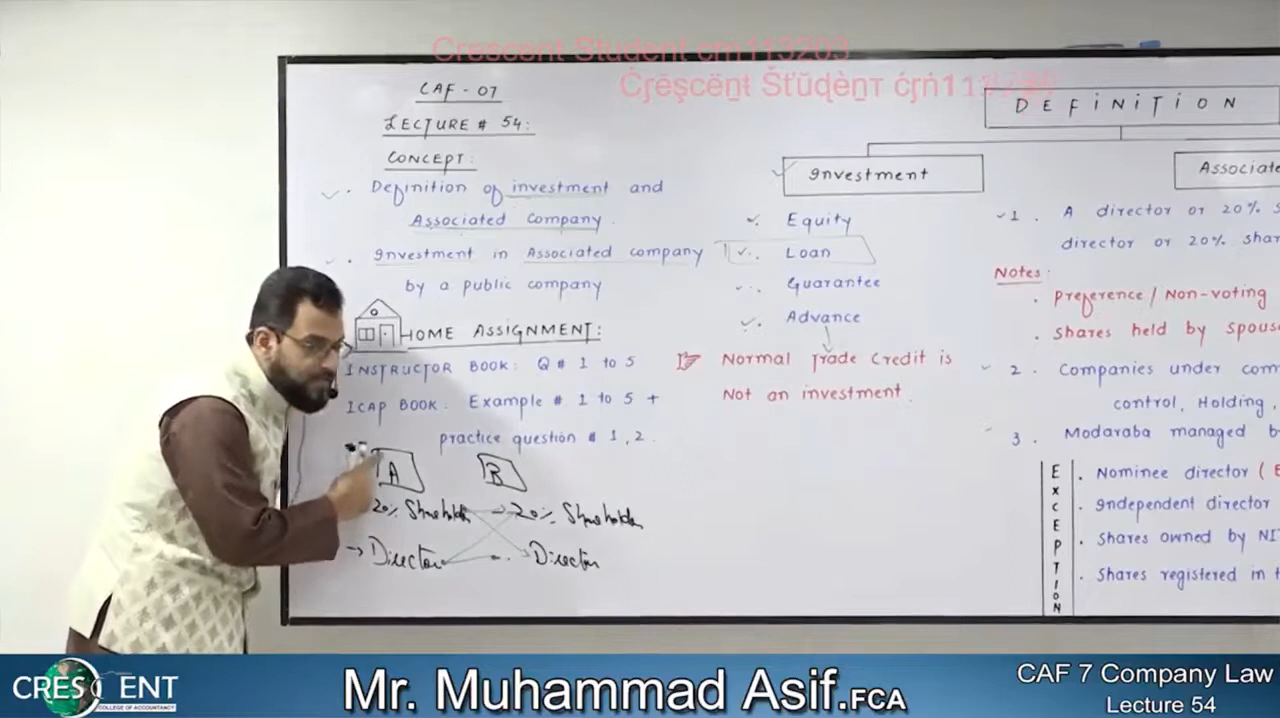 Crescent Student crn113203
CAF - 07
LECTURE # 54:
CONCEPT:
Definition of investment and
Associated Company.
Investment in Associated company
by a public company
HOME ASSIGNMENT:
INSTRUCTOR BOOK: Q # 1 to 5
ICAP BOOK: Example # 1 to 5 +
practice question # 1, 2.
A B
20% Shareholder → 20% Shareholder
→ Director Director
DEFINITION
Investment
Equity
Loan
Guarantee
Advance
Normal Trade Credit is
Not an investment.
Associate
1. A director or 20% s
director or 20% shar
Notes:
. preference / Non-voting
. shares held by spous
2. Companies under com
control, Holding,
3. Modaraba managed b
EXCEPTION
. Nominee director (
. Independent director
. Shares owned by NI
. Shares registered in t
CRESCENT
COLLEGE OF ACCOUNTANCY
Mr. Muhammad Asif.FCA
CAF 7 Company Law
Lecture 54